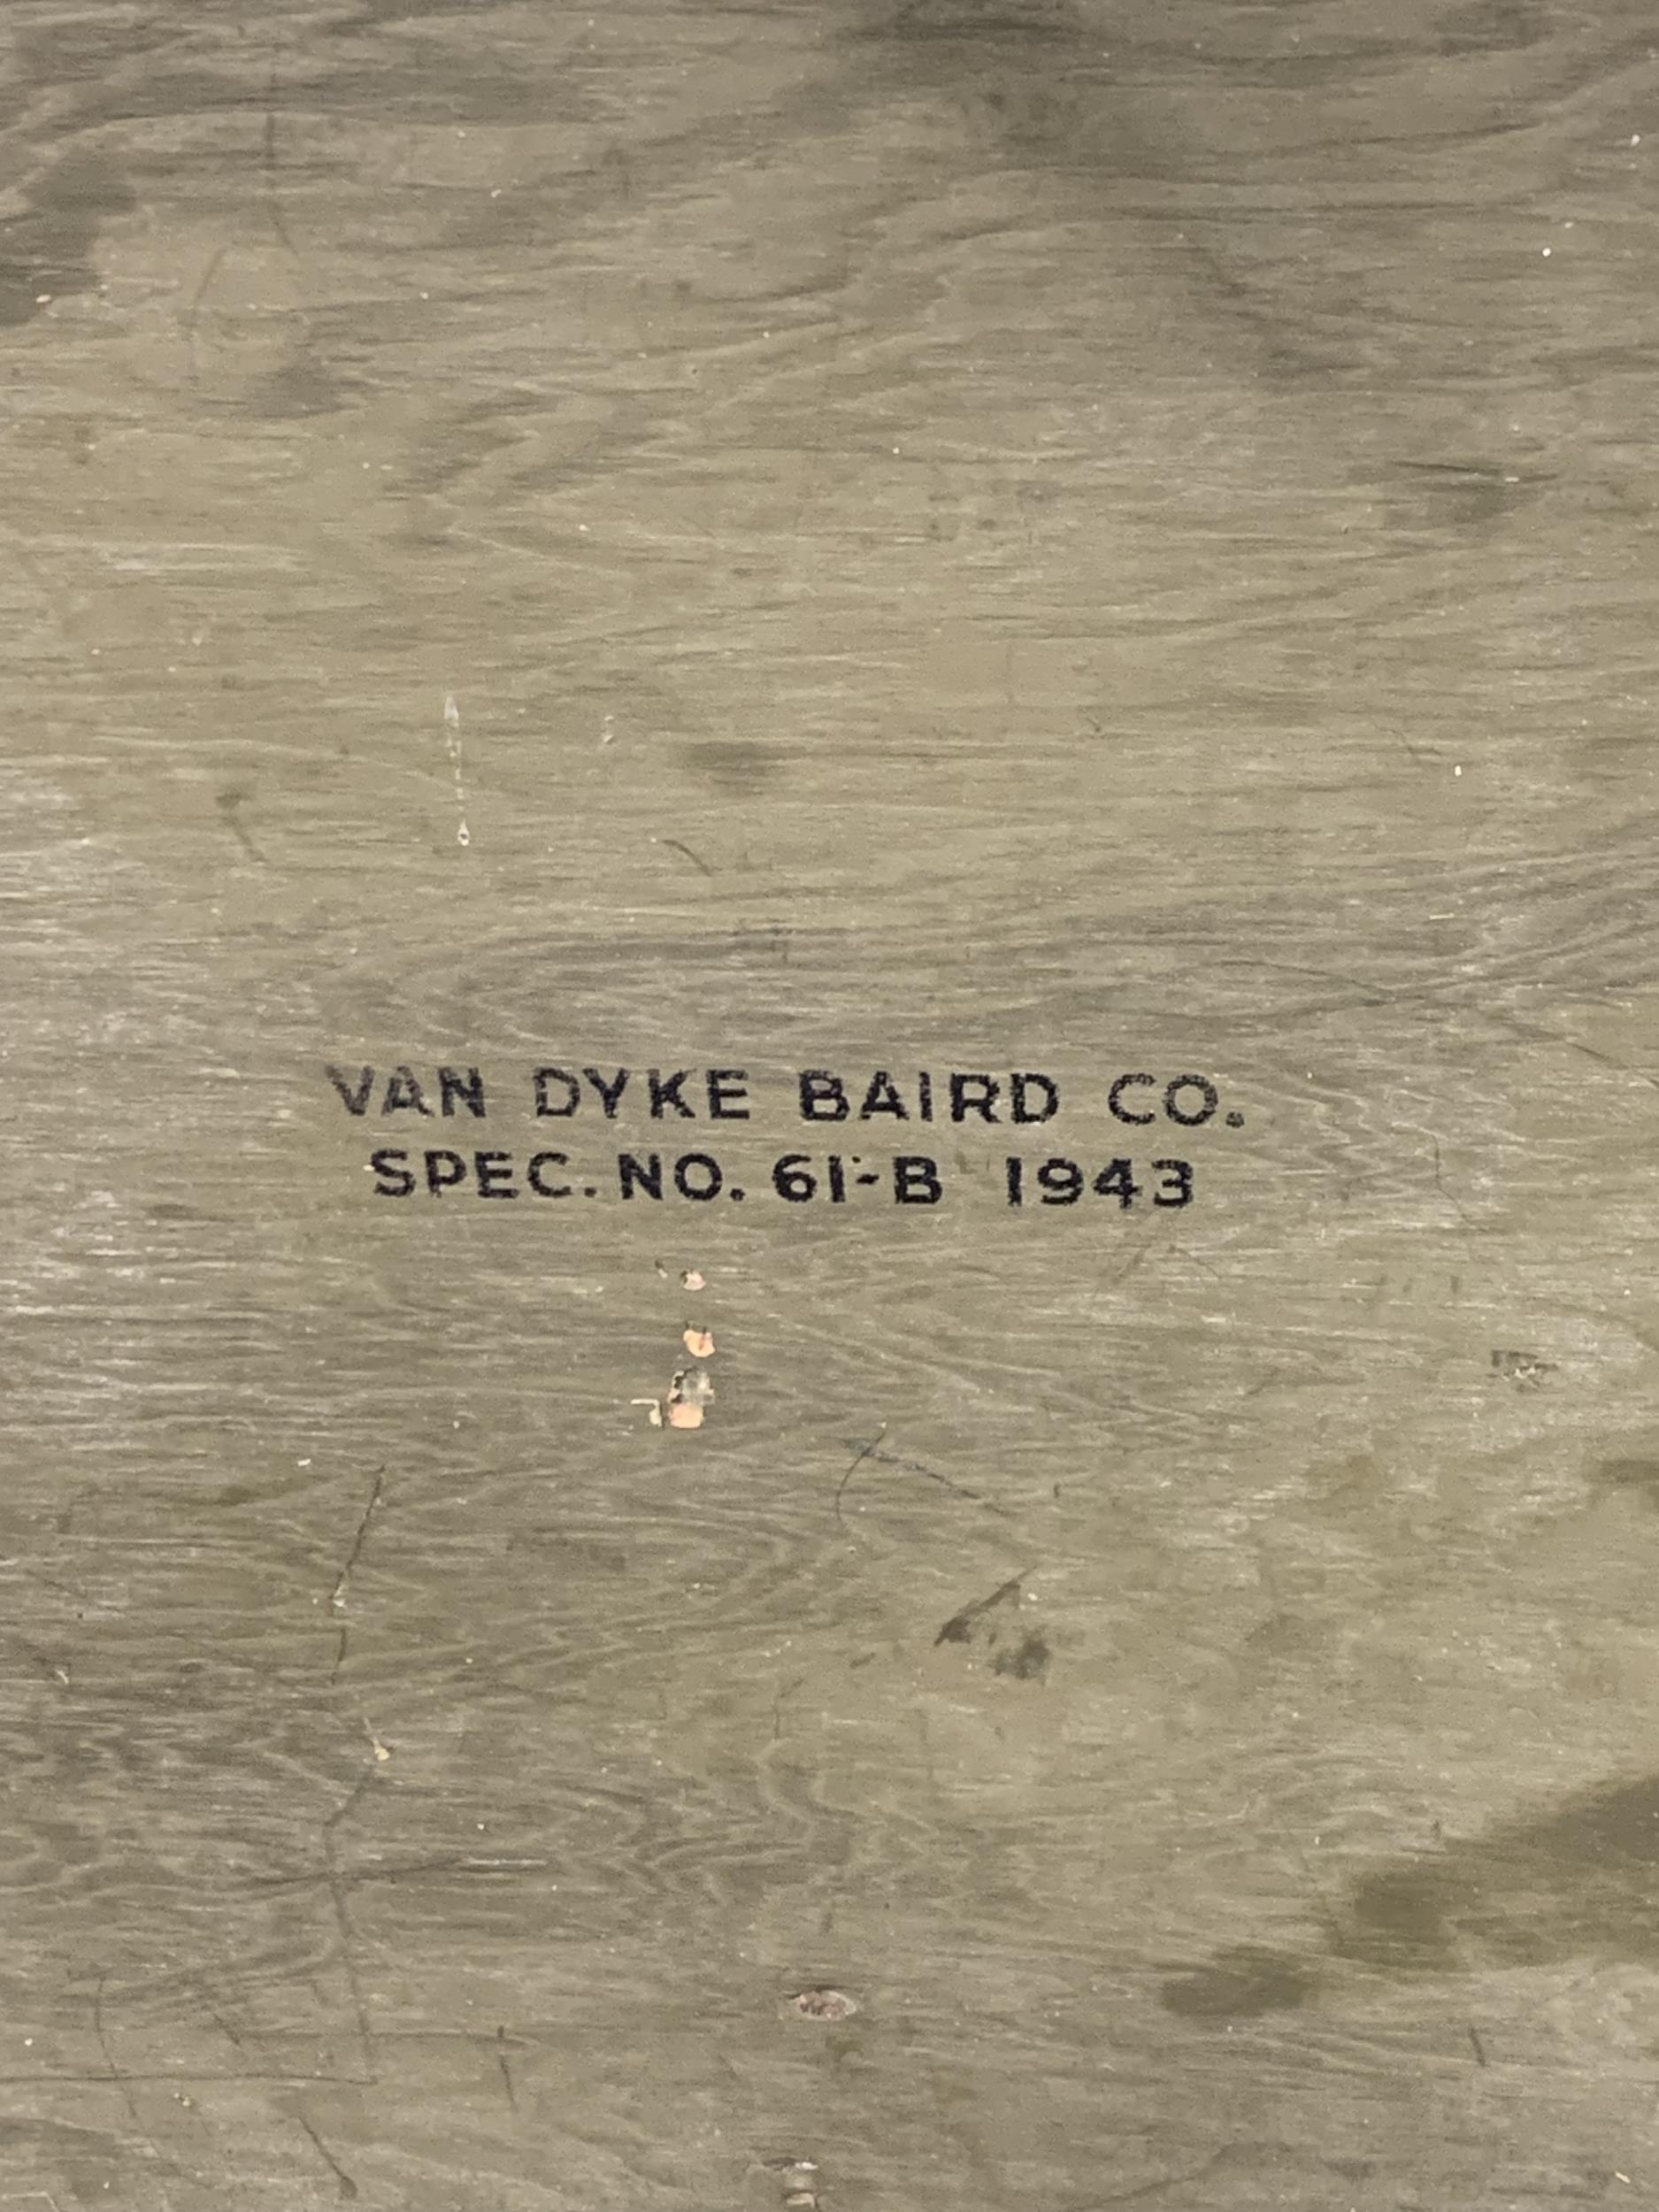 VAN DYKE BAIRD CO.
SPEC. NO. 61-B 1943